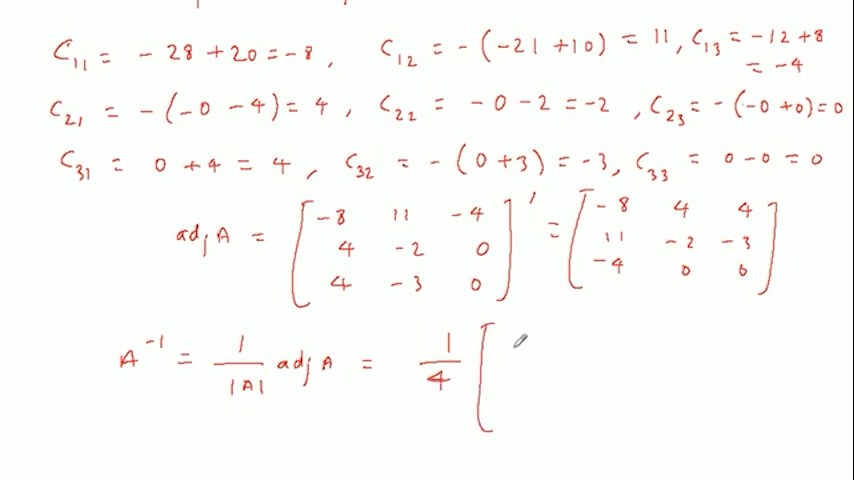 C₁₁ = - 28 + 20 = -8 , C₁₂ = - (-21 + 10) = 11 , C₁₃ = -12 + 8
= -4
C₂₁ = - (-0 - 4) = 4 , C₂₂ = - 0 - 2 = -2 , C₂₃ = - (-0 + 0) = 0
C₃₁ = 0 + 4 = 4 , C₃₂ = - (0 + 3) = -3 , C₃₃ = 0 - 0 = 0
adj A = [ -8 11 -4 ]' = [ -8 4 4 ]
4 -2 0 11 -2 -3
4 -3 0 -4 0 0
A⁻¹ = 1/|A| adj A = 1/4 [